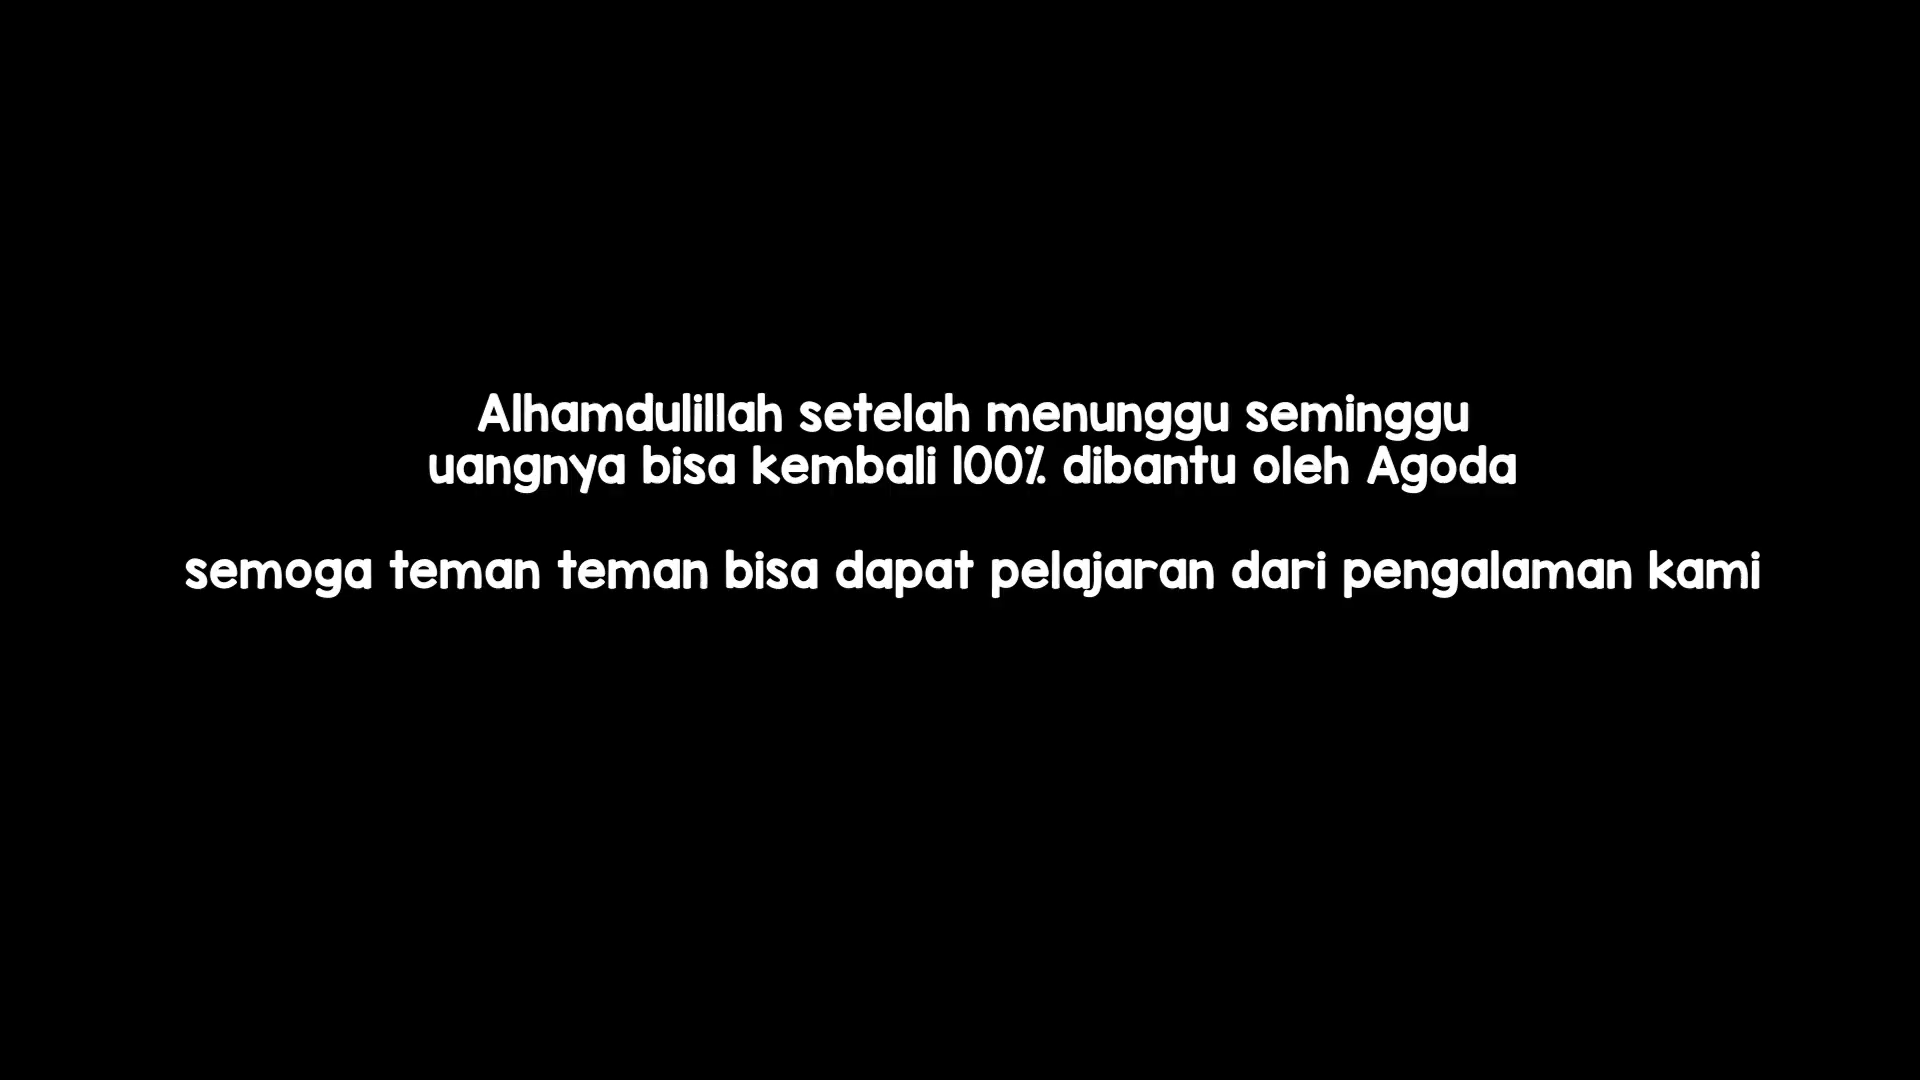 Alhamdulillah setelah menunggu seminggu
uangnya bisa kembali 100% dibantu oleh Agoda
semoga teman teman bisa dapat pelajaran dari pengalaman kami